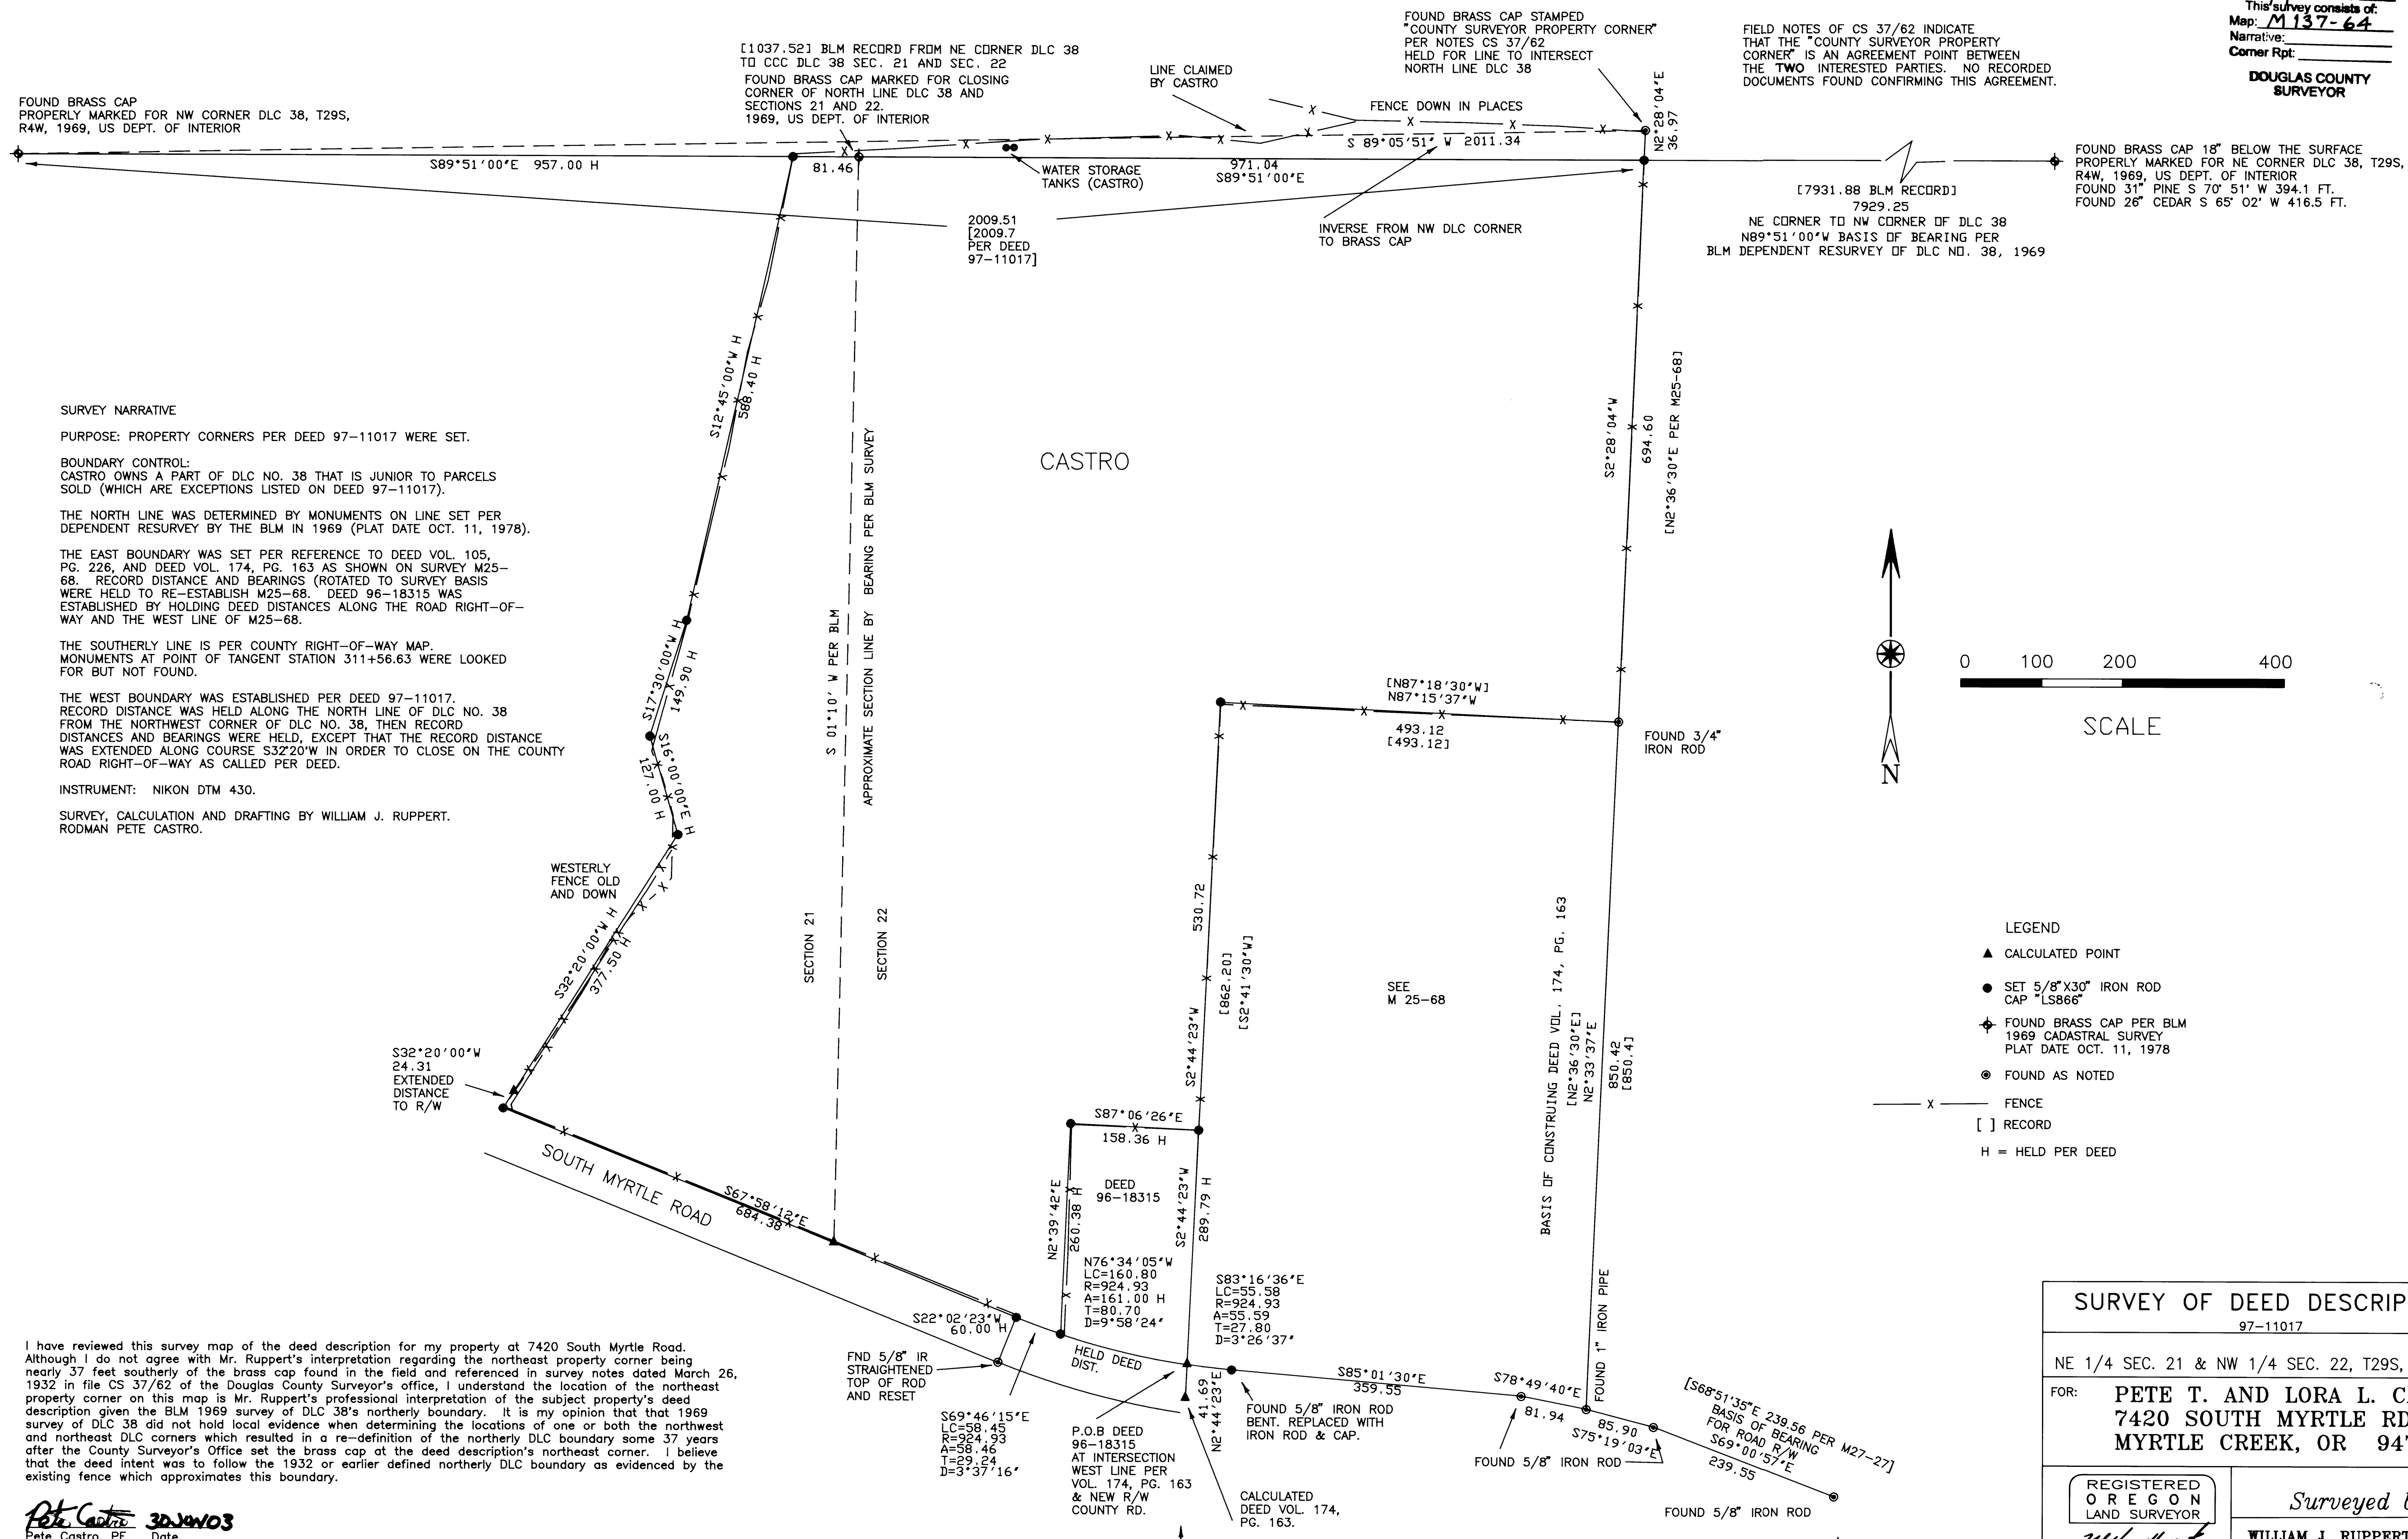 This survey consists of:
Map: M 137-64
Narrative:
Corner Rpt:
DOUGLAS COUNTY
SURVEYOR
FOUND BRASS CAP
PROPERLY MARKED FOR NW CORNER DLC 38, T29S,
R4W, 1969, US DEPT. OF INTERIOR
[1037.52] BLM RECORD FROM NE CORNER DLC 38
TO CCC DLC 38 SEC. 21 AND SEC. 22
FOUND BRASS CAP MARKED FOR CLOSING
CORNER OF NORTH LINE DLC 38 AND
SECTIONS 21 AND 22.
1969, US DEPT. OF INTERIOR
LINE CLAIMED
BY CASTRO
FOUND BRASS CAP STAMPED
"COUNTY SURVEYOR PROPERTY CORNER"
PER NOTES CS 37/62
HELD FOR LINE TO INTERSECT
NORTH LINE DLC 38
FIELD NOTES OF CS 37/62 INDICATE
THAT THE "COUNTY SURVEYOR PROPERTY
CORNER" IS AN AGREEMENT POINT BETWEEN
THE TWO INTERESTED PARTIES. NO RECORDED
DOCUMENTS FOUND CONFIRMING THIS AGREEMENT.
FENCE DOWN IN PLACES
N2°28'04"E
36.97
S89°51'00"E 957.00 H
81.46
WATER STORAGE
TANKS (CASTRO)
971.04
S89°51'00"E
S 89°05'51" W 2011.34
FOUND BRASS CAP 18" BELOW THE SURFACE
PROPERLY MARKED FOR NE CORNER DLC 38, T29S,
R4W, 1969, US DEPT. OF INTERIOR
FOUND 31" PINE S 70° 51' W 394.1 FT.
FOUND 26" CEDAR S 65° 02' W 416.5 FT.
[7931.88 BLM RECORD]
7929.25
NE CORNER TO NW CORNER OF DLC 38
N89°51'00"W BASIS OF BEARING PER
BLM DEPENDENT RESURVEY OF DLC NO. 38, 1969
2009.51
[2009.7
PER DEED
97-11017]
INVERSE FROM NW DLC CORNER
TO BRASS CAP
S12°45'00"W H
588.40 H
SURVEY NARRATIVE
PURPOSE: PROPERTY CORNERS PER DEED 97-11017 WERE SET.
BOUNDARY CONTROL:
CASTRO OWNS A PART OF DLC NO. 38 THAT IS JUNIOR TO PARCELS
SOLD (WHICH ARE EXCEPTIONS LISTED ON DEED 97-11017).
THE NORTH LINE WAS DETERMINED BY MONUMENTS ON LINE SET PER
DEPENDENT RESURVEY BY THE BLM IN 1969 (PLAT DATE OCT. 11, 1978).
THE EAST BOUNDARY WAS SET PER REFERENCE TO DEED VOL. 105,
PG. 226, AND DEED VOL. 174, PG. 163 AS SHOWN ON SURVEY M25-
68. RECORD DISTANCE AND BEARINGS (ROTATED TO SURVEY BASIS
WERE HELD TO RE-ESTABLISH M25-68. DEED 96-18315 WAS
ESTABLISHED BY HOLDING DEED DISTANCES ALONG THE ROAD RIGHT-OF-
WAY AND THE WEST LINE OF M25-68.
THE SOUTHERLY LINE IS PER COUNTY RIGHT-OF-WAY MAP.
MONUMENTS AT POINT OF TANGENT STATION 311+56.63 WERE LOOKED
FOR BUT NOT FOUND.
THE WEST BOUNDARY WAS ESTABLISHED PER DEED 97-11017.
RECORD DISTANCE WAS HELD ALONG THE NORTH LINE OF DLC NO. 38
FROM THE NORTHWEST CORNER OF DLC NO. 38, THEN RECORD
DISTANCES AND BEARINGS WERE HELD, EXCEPT THAT THE RECORD DISTANCE
WAS EXTENDED ALONG COURSE S32°20'W IN ORDER TO CLOSE ON THE COUNTY
ROAD RIGHT-OF-WAY AS CALLED PER DEED.
INSTRUMENT: NIKON DTM 430.
SURVEY, CALCULATION AND DRAFTING BY WILLIAM J. RUPPERT.
RODMAN PETE CASTRO.
CASTRO
S 01°10' W PER BLM
APPROXIMATE SECTION LINE BY BEARING PER BLM SURVEY
S2°28'04"W
694.60
[N2°36'30"E PER M25-68]
S17°30'00"W H
149.90 H
S16°00'00"E H
127.00 H
[N87°18'30"W]
N87°15'37"W
493.12
[493.12]
FOUND 3/4"
IRON ROD
0 100 200 400
SCALE
N
WESTERLY
FENCE OLD
AND DOWN
S32°20'00"W H
377.50 H
SECTION 21
SECTION 22
530.72
[862.20]
[S2°41'30"W]
S2°44'23"W
SEE
M 25-68
BASIS OF CONSTRUING DEED VOL. 174, PG. 163
[N2°36'30"E]
N2°33'37"E
850.42
[850.4]
LEGEND
CALCULATED POINT
SET 5/8"X30" IRON ROD
CAP "LS866"
FOUND BRASS CAP PER BLM
1969 CADASTRAL SURVEY
PLAT DATE OCT. 11, 1978
FOUND AS NOTED
FENCE
[ ] RECORD
H = HELD PER DEED
S32°20'00"W
24.31
EXTENDED
DISTANCE
TO R/W
SOUTH MYRTLE ROAD
S67°58'12"E
684.38
S87°06'26"E
158.36 H
DEED
96-18315
N2°39'42"E
260.38 H
S2°44'23"W
289.79 H
N76°34'05"W
LC=160.80
R=924.93
A=161.00 H
T=80.70
D=9°58'24"
S83°16'36"E
LC=55.58
R=924.93
A=55.59
T=27.80
D=3°26'37"
S22°02'23"W
60.00 H
FND 5/8" IR
STRAIGHTENED
TOP OF ROD
AND RESET
HELD DEED
DIST.
S69°46'15"E
LC=58.45
R=924.93
A=58.46
T=29.24
D=3°37'16"
P.O.B DEED
96-18315
AT INTERSECTION
WEST LINE PER
VOL. 174, PG. 163
& NEW R/W
COUNTY RD.
41.69
N2°44'23"E
FOUND 5/8" IRON ROD
BENT. REPLACED WITH
IRON ROD & CAP.
CALCULATED
DEED VOL. 174,
PG. 163.
S85°01'30"E
359.55
S78°49'40"E
81.94
FOUND 1" IRON PIPE
85.90
S75°19'03"E
FOUND 5/8" IRON ROD
[S68°51'35"E 239.56 PER M27-27]
BASIS OF BEARING
FOR ROAD R/W
S69°00'57"E
239.55
FOUND 5/8" IRON ROD
I have reviewed this survey map of the deed description for my property at 7420 South Myrtle Road.
Although I do not agree with Mr. Ruppert's interpretation regarding the northeast property corner being
nearly 37 feet southerly of the brass cap found in the field and referenced in survey notes dated March 26,
1932 in file CS 37/62 of the Douglas County Surveyor's office, I understand the location of the northeast
property corner on this map is Mr. Ruppert's professional interpretation of the subject property's deed
description given the BLM 1969 survey of DLC 38's northerly boundary. It is my opinion that that 1969
survey of DLC 38 did not hold local evidence when determining the locations of one or both the northwest
and northeast DLC corners which resulted in a re-definition of the northerly DLC boundary some 37 years
after the County Surveyor's Office set the brass cap at the deed description's northeast corner. I believe
that the deed intent was to follow the 1932 or earlier defined northerly DLC boundary as evidenced by the
existing fence which approximates this boundary.
Pete Castro 30JUN03
Pete Castro, PE Date
SURVEY OF DEED DESCRIP
97-11017
NE 1/4 SEC. 21 & NW 1/4 SEC. 22, T29S,
FOR: PETE T. AND LORA L. C
7420 SOUTH MYRTLE RD
MYRTLE CREEK, OR 974
REGISTERED
OREGON
LAND SURVEYOR
Surveyed
WILLIAM J. RUPPERT